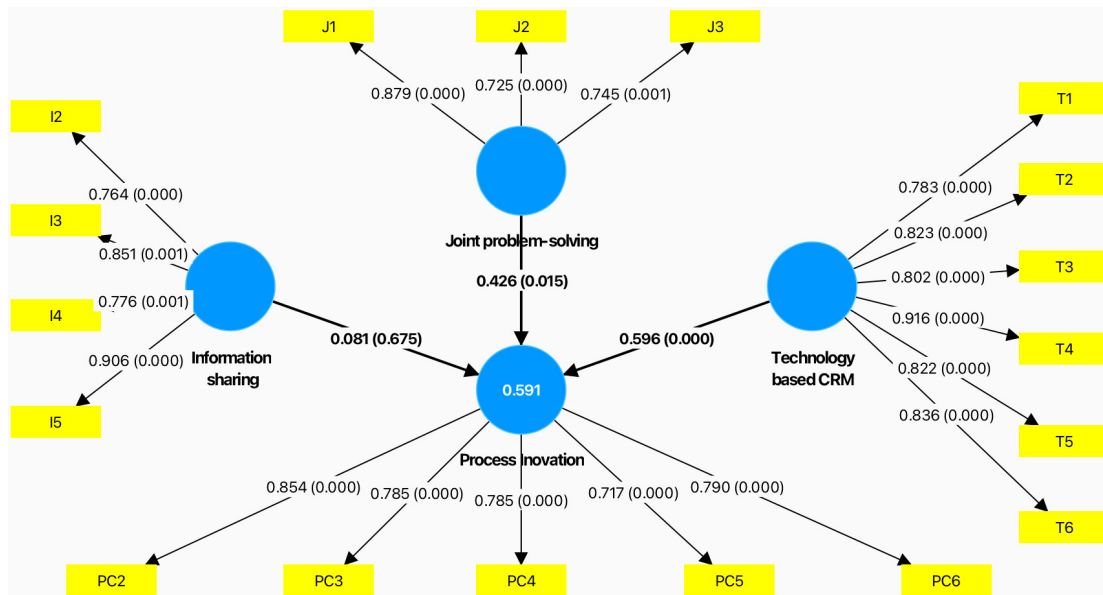 J1
J2
J3
0.879 (0.000)
0.725 (0.000)
0.745 (0.001)
I2
I3
I4
I5
0.764 (0.000)
0.851 (0.001)
0.776 (0.001)
0.906 (0.000)
Information
sharing
Joint problem-solving
0.426 (0.015)
0.081 (0.675)
0.596 (0.000)
0.591
Process Inovation
Technology
based CRM
T1
T2
T3
T4
T5
T6
0.783 (0.000)
0.823 (0.000)
0.802 (0.000)
0.916 (0.000)
0.822 (0.000)
0.836 (0.000)
0.854 (0.000)
0.785 (0.000)
0.785 (0.000)
0.717 (0.000)
0.790 (0.000)
PC2
PC3
PC4
PC5
PC6